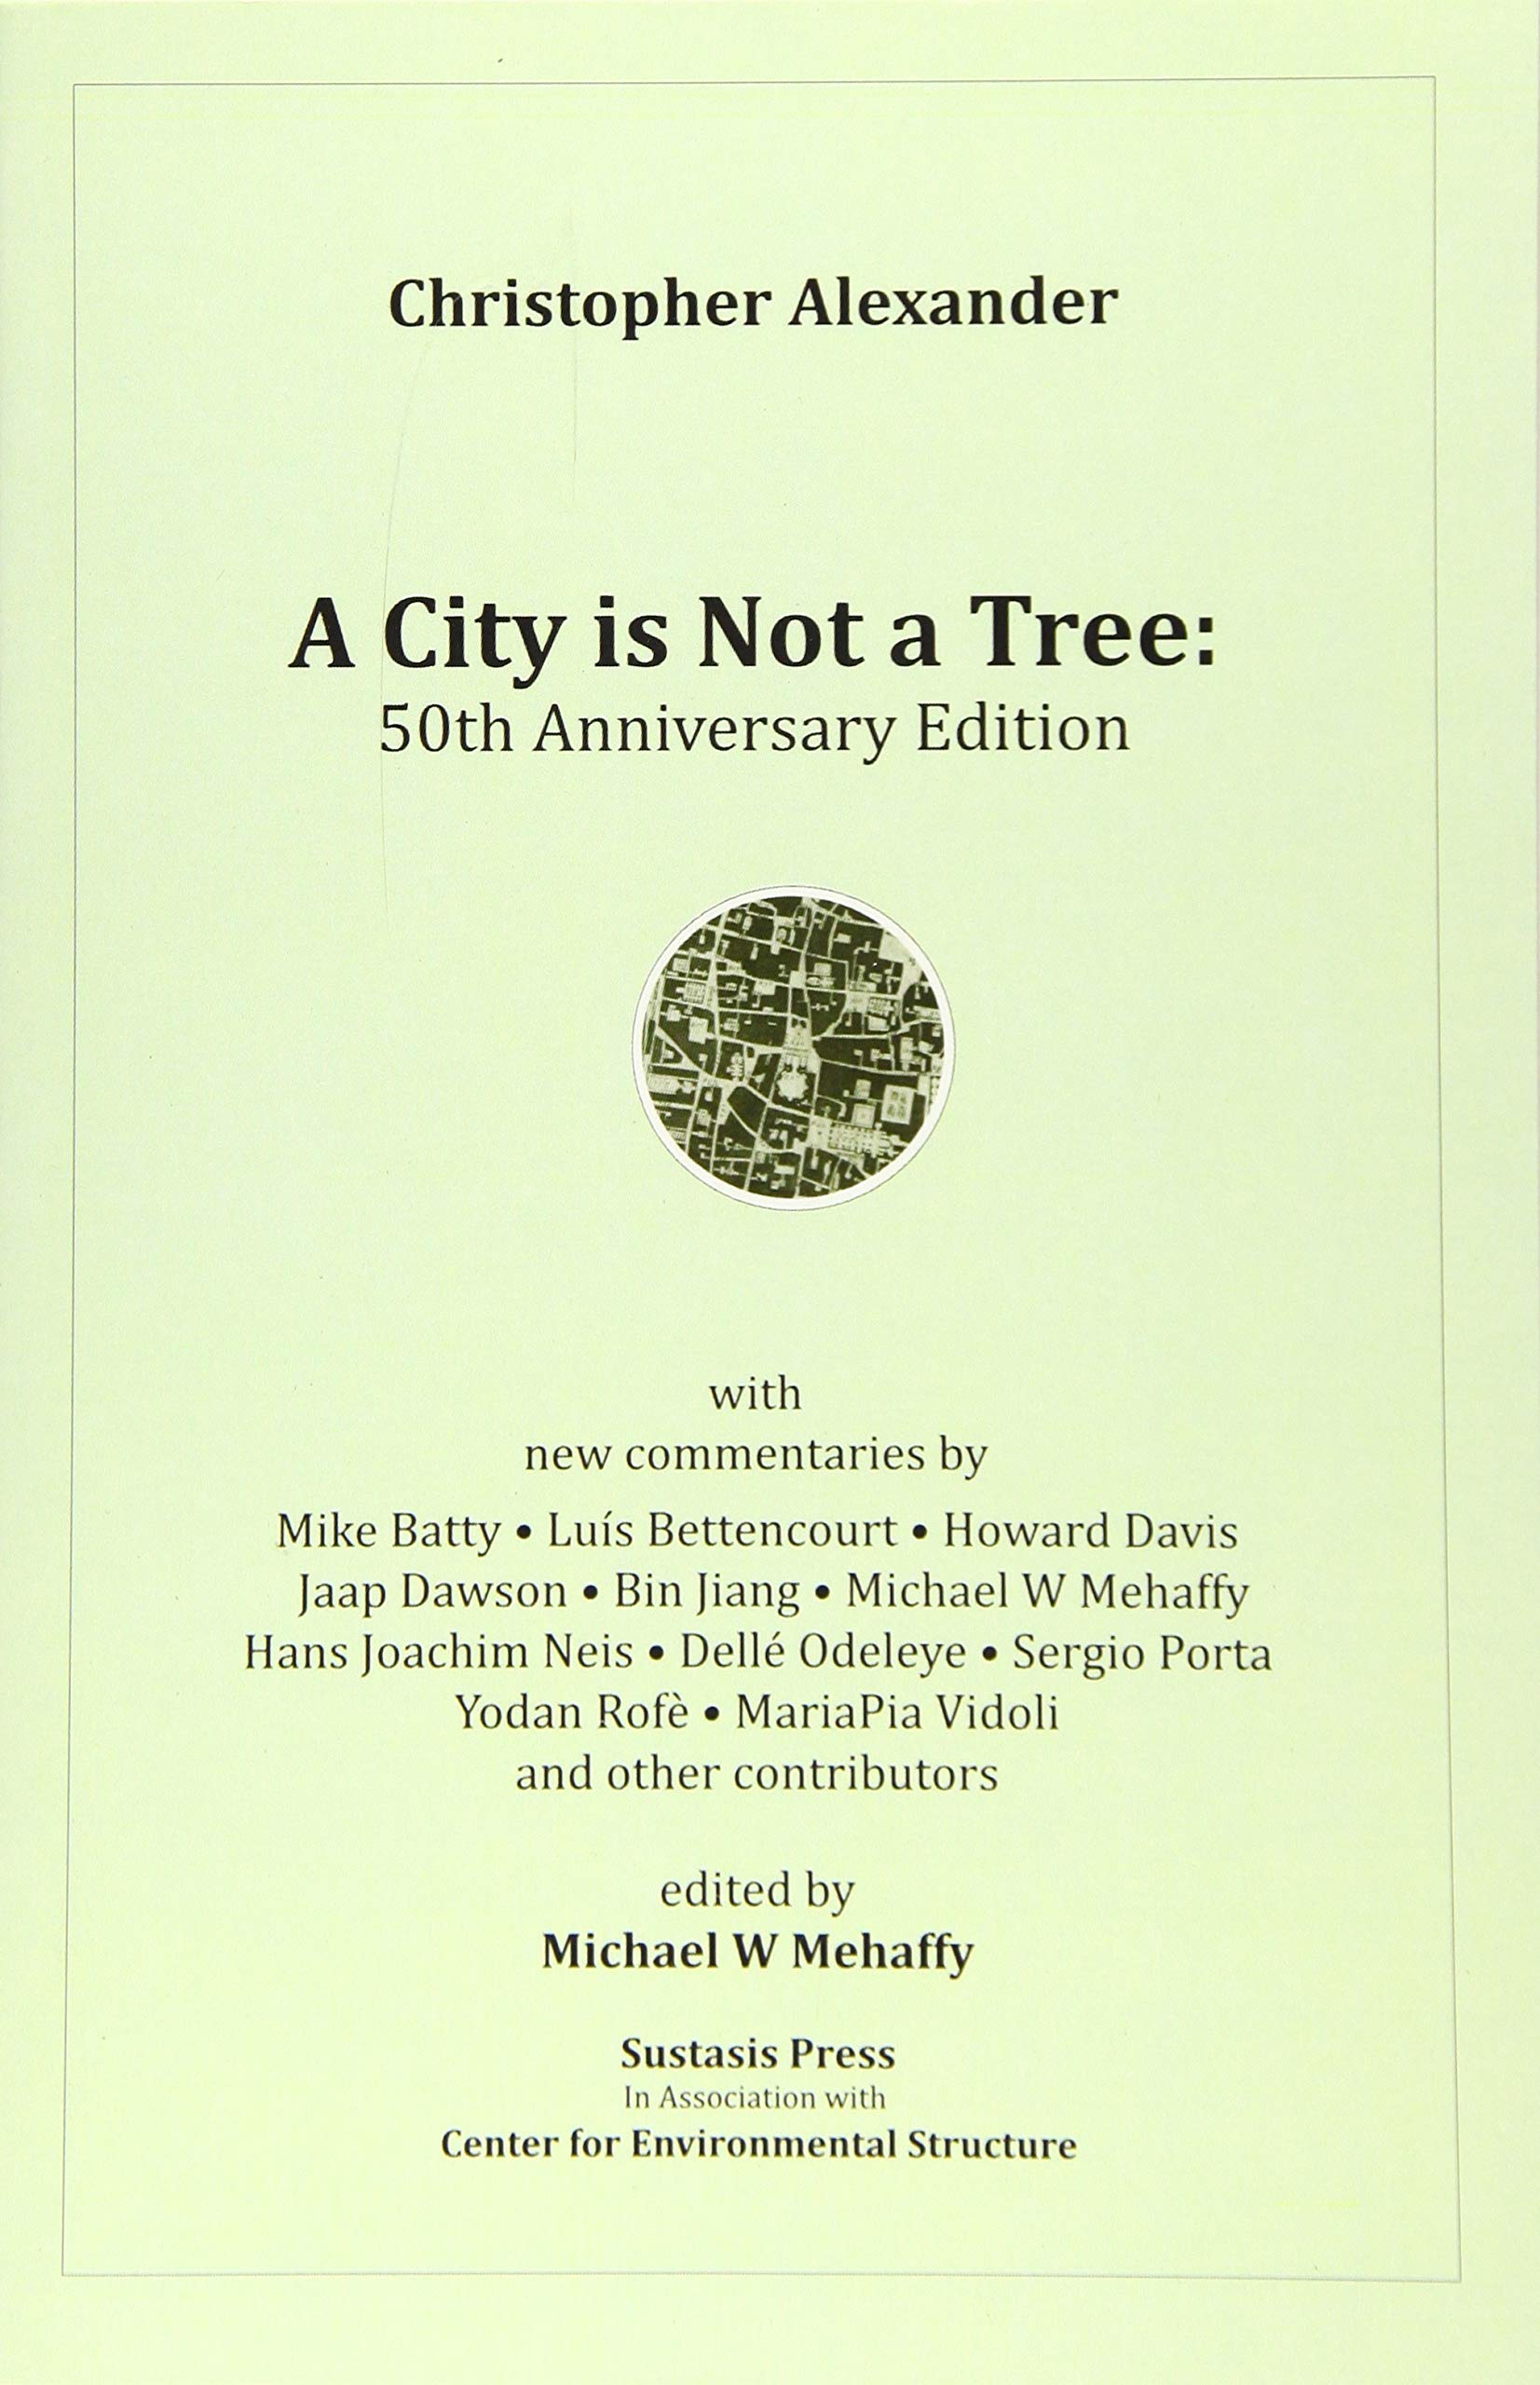 Christopher Alexander
A City is Not a Tree:
50th Anniversary Edition
with
new commentaries by
Mike Batty • Luís Bettencourt • Howard Davis
Jaap Dawson • Bin Jiang • Michael W Mehaffy
Hans Joachim Neis • Dellé Odeleye • Sergio Porta
Yodan Rofè • MariaPia Vidoli
and other contributors
edited by
Michael W Mehaffy
Sustasis Press
In Association with
Center for Environmental Structure